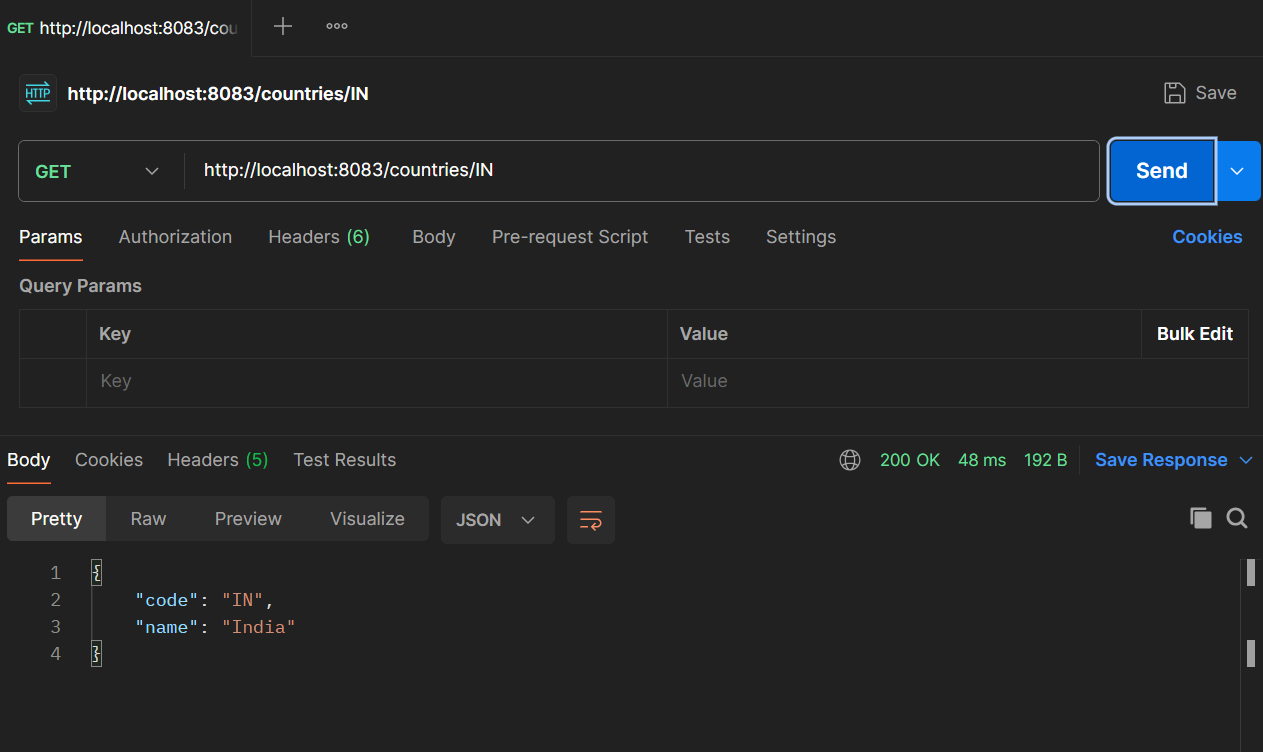 GET http://localhost:8083/cou
HTTP http://localhost:8083/countries/IN Save
GET http://localhost:8083/countries/IN Send
Params Authorization Headers (6) Body Pre-request Script Tests Settings Cookies
Query Params
Key Value Bulk Edit
Key Value
Body Cookies Headers (5) Test Results 200 OK 48 ms 192 B Save Response
Pretty Raw Preview Visualize JSON
1 {
2 "code": "IN",
3 "name": "India"
4 }